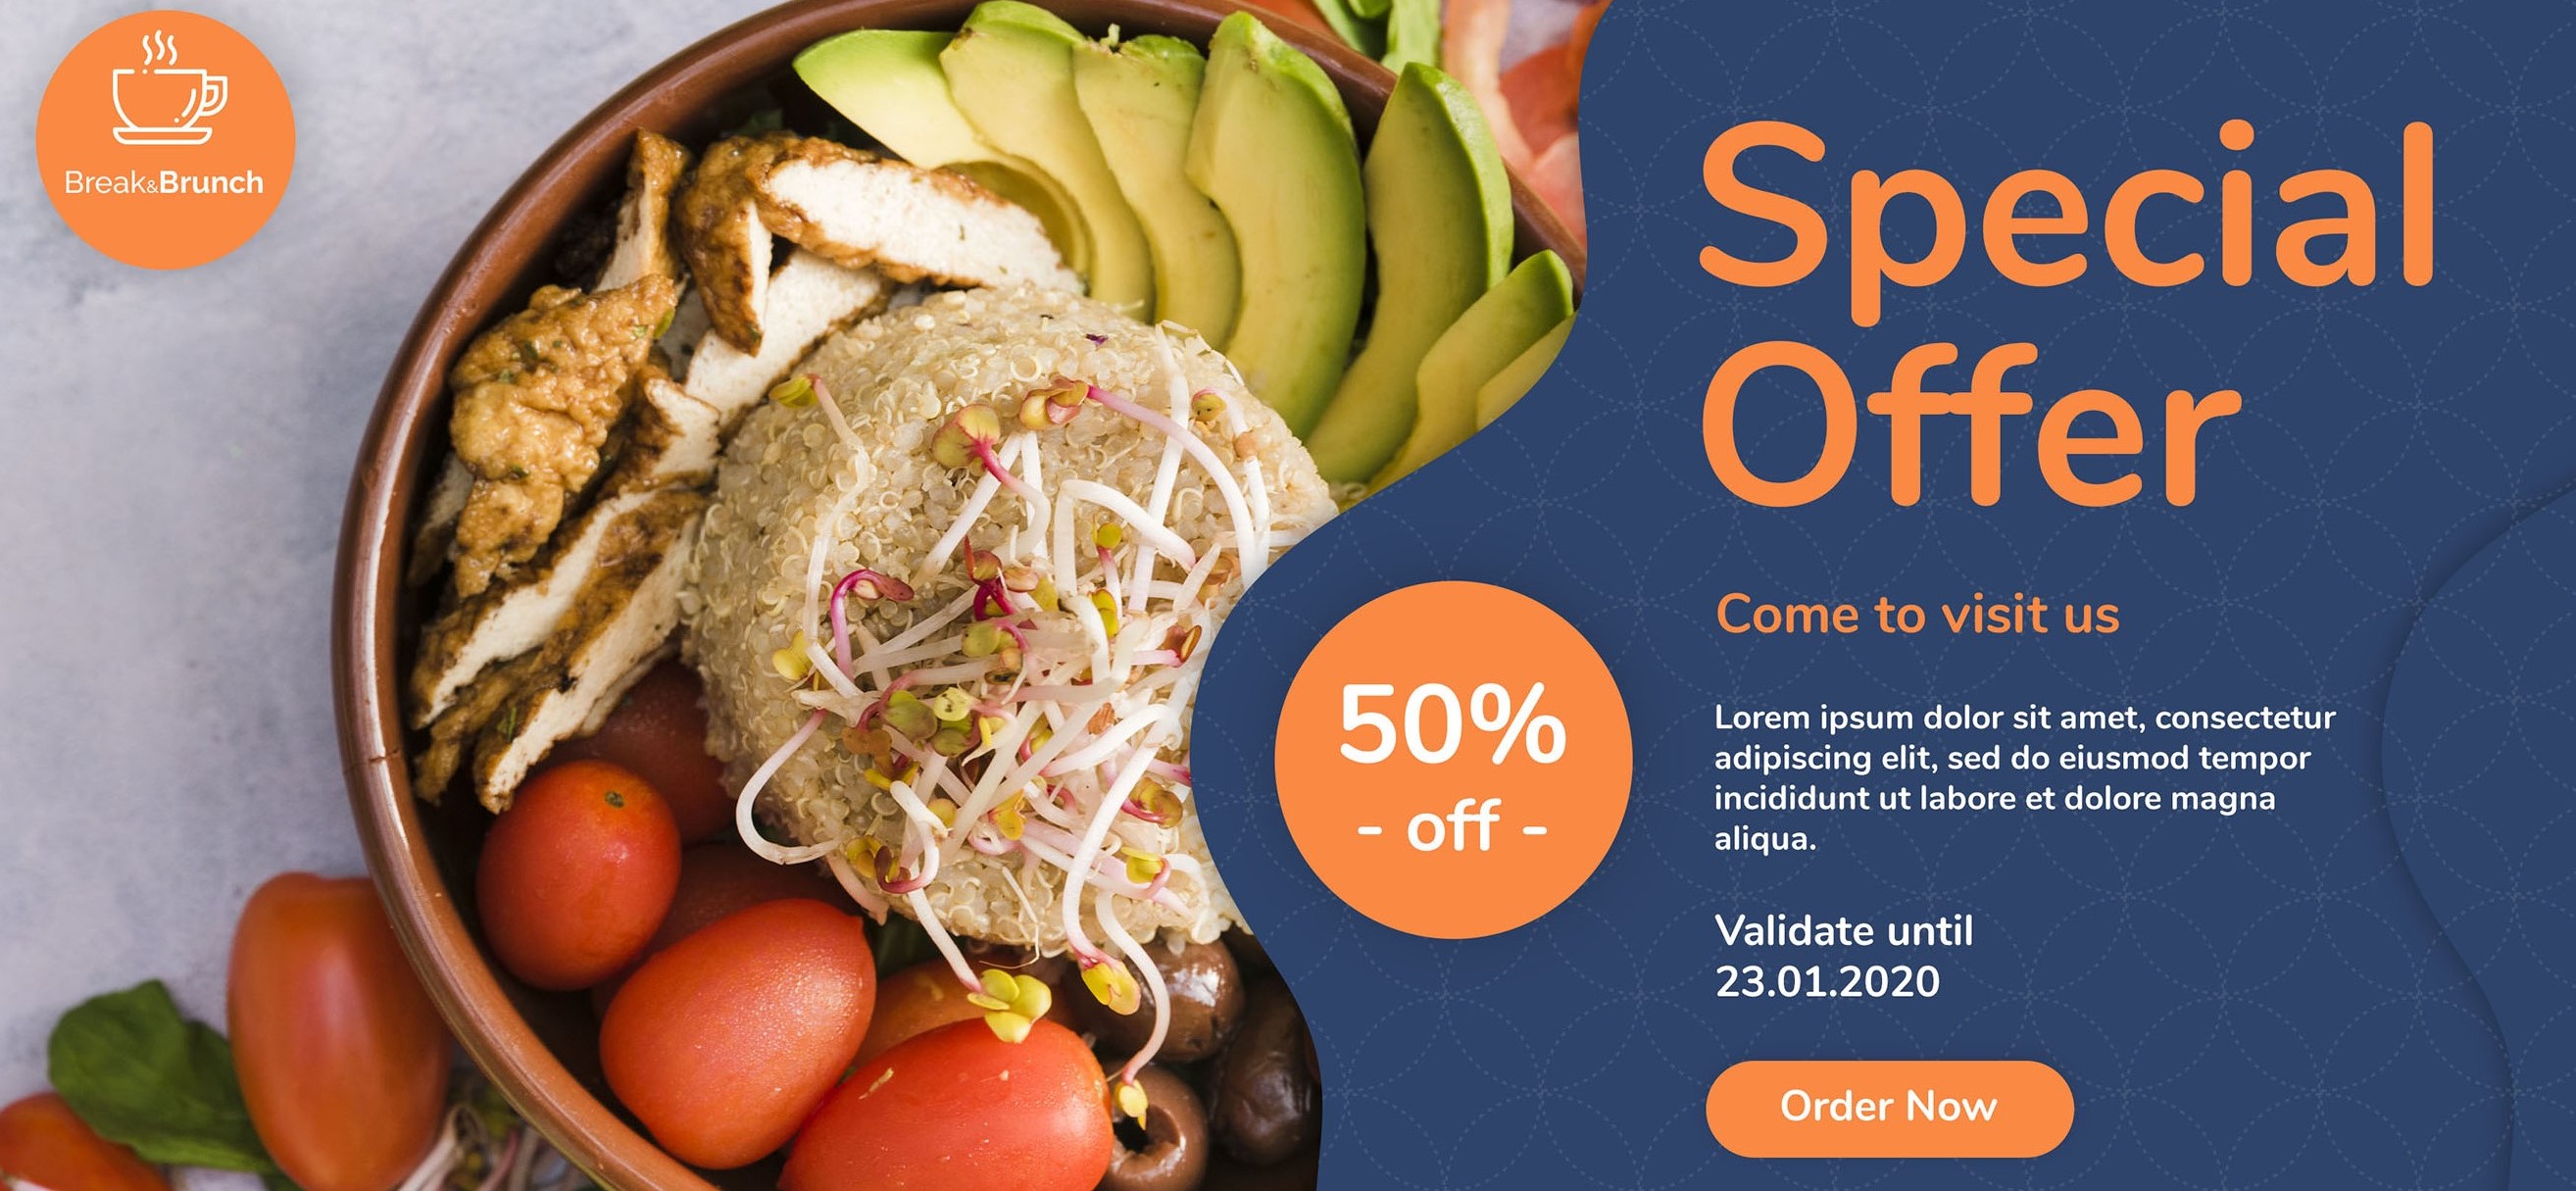 Break&Brunch
Special
Offer
Come to visit us
50%
- off -
Lorem ipsum dolor sit amet, consectetur
adipiscing elit, sed do eiusmod tempor
incididunt ut labore et dolore magna
aliqua.
Validate until
23.01.2020
Order Now